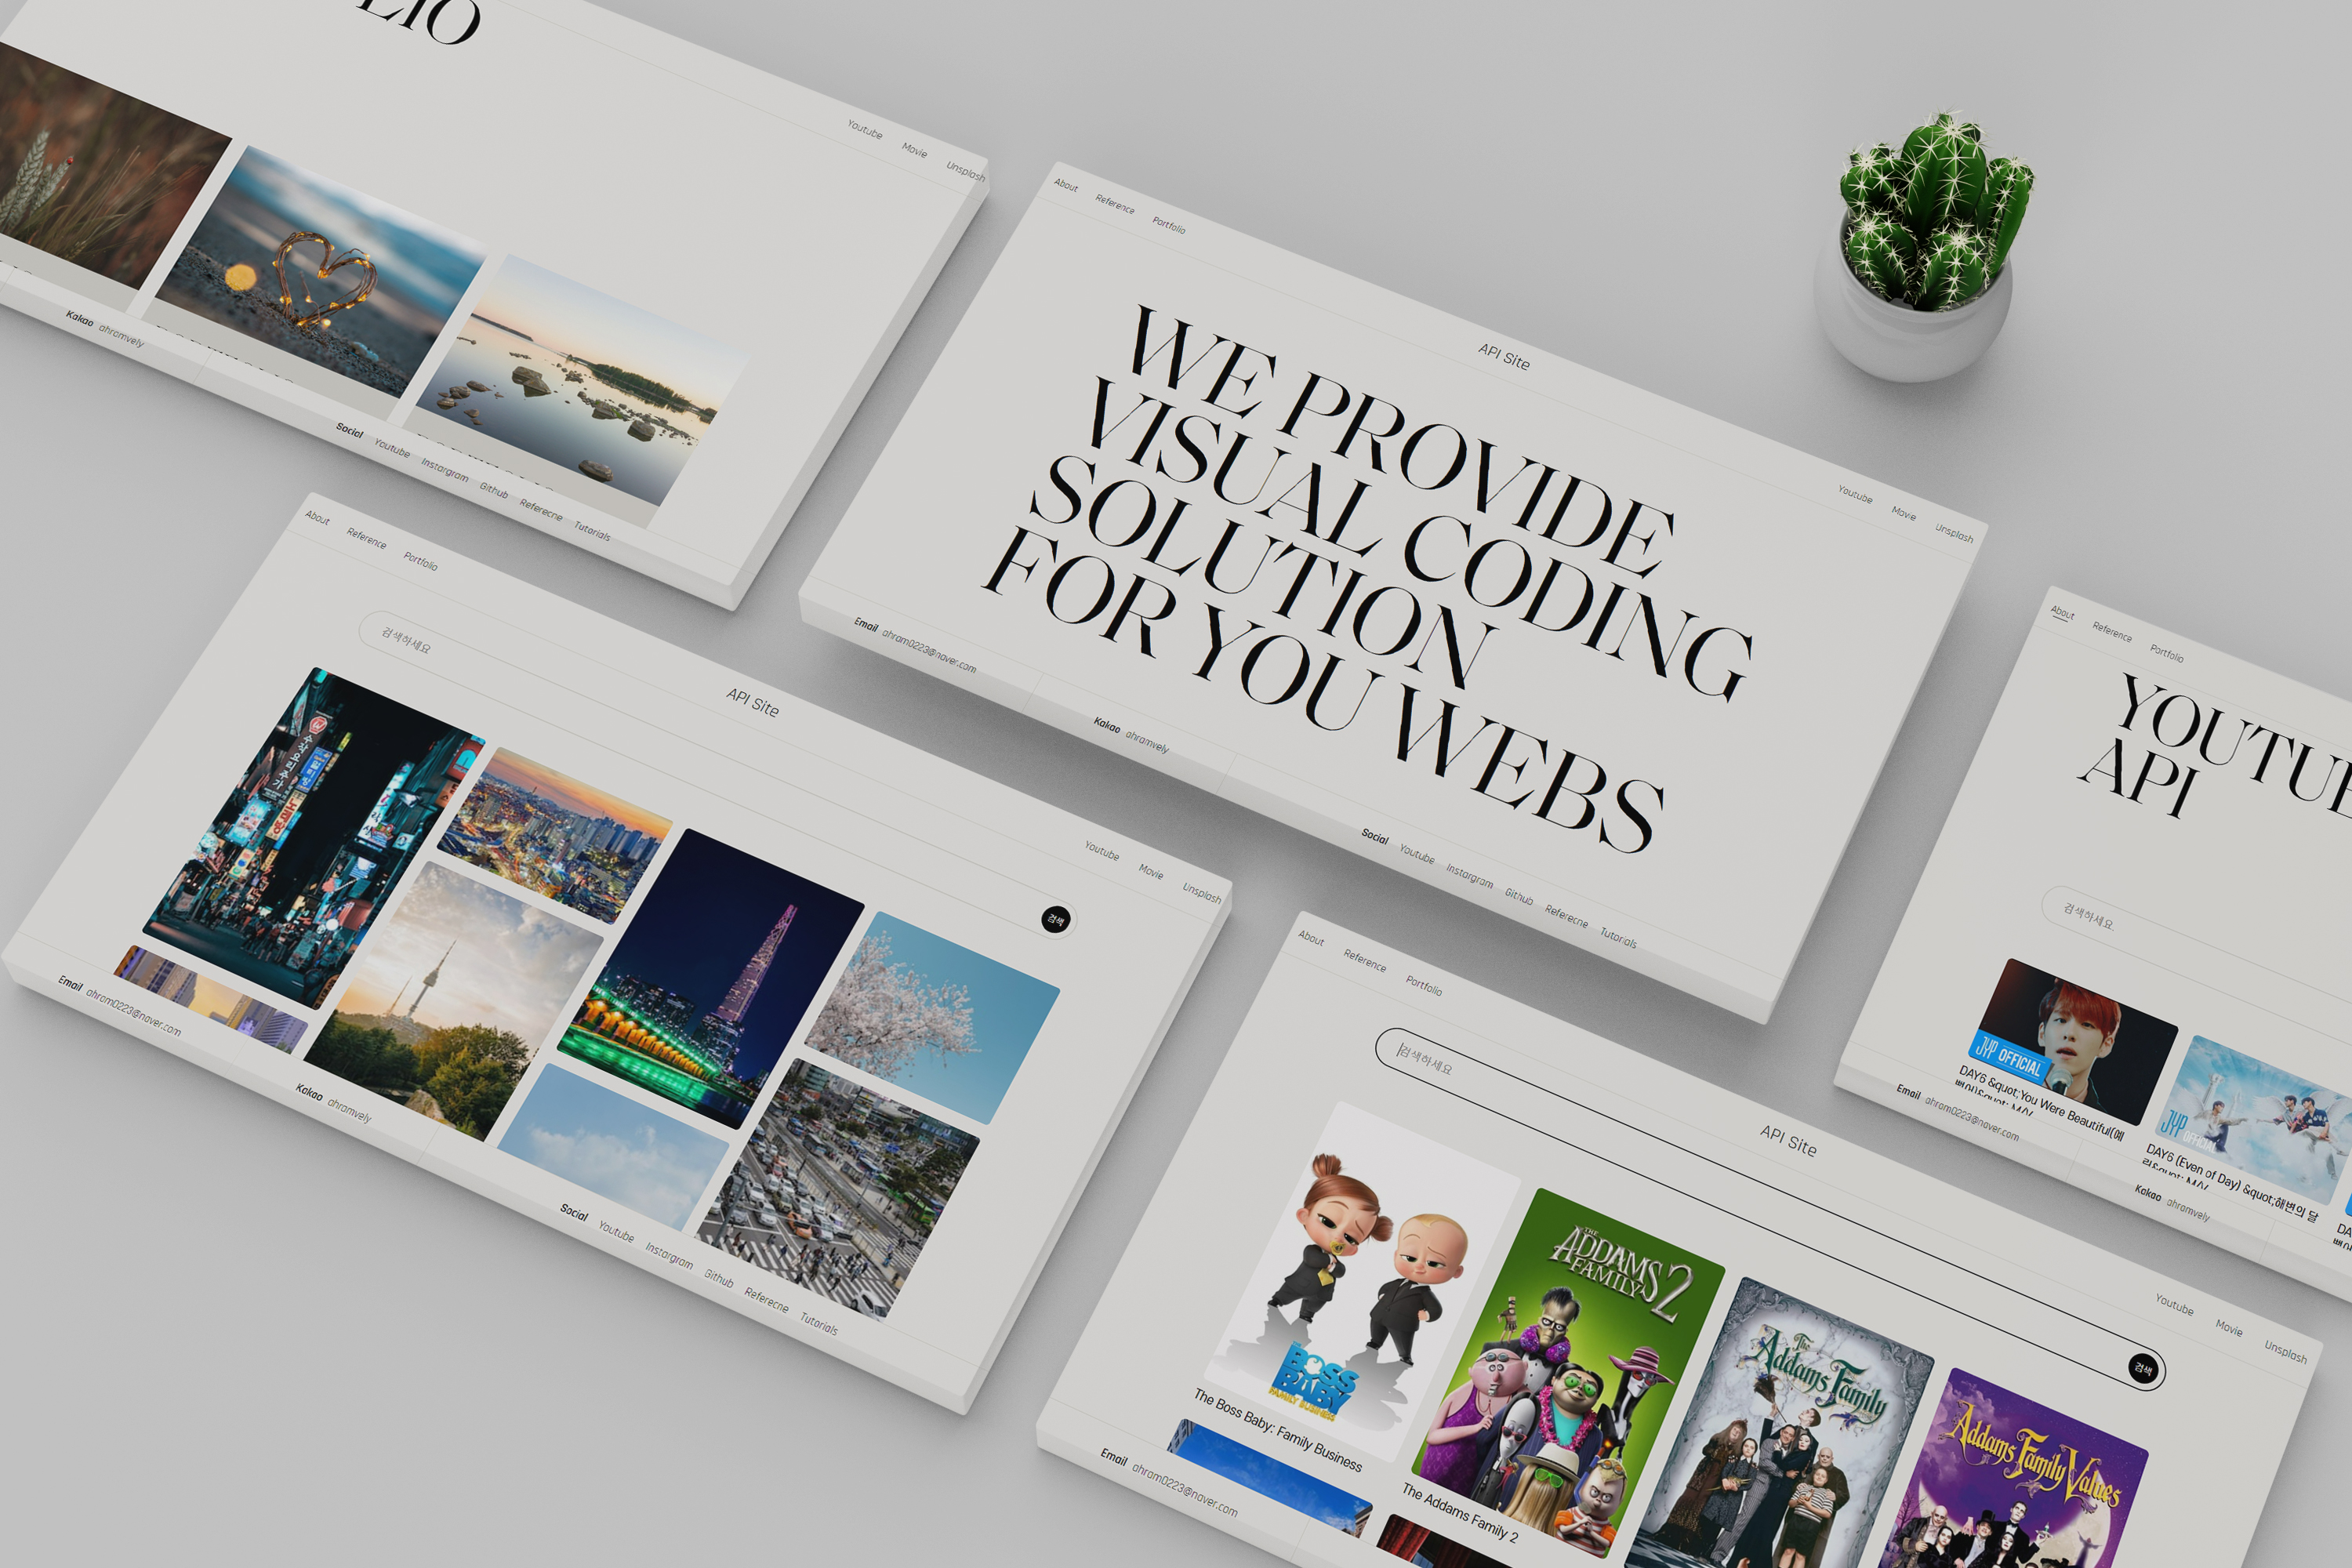 LIO
Youtube Movie Unsplash
Kakao ahramvely
Social Youtube Instargram Github Referecne Tutorials
About Reference Portfolio
API Site
Youtube Movie Unsplash
WE PROVIDE
VISUAL CODING
SOLUTION
FOR YOU WEBS
Email ahram0223@naver.com
Kakao ahramvely
Social Youtube Instargram Github Referecne Tutorials
About Reference Portfolio
API Site
Youtube Movie Unsplash
검색하세요
검색
Email ahram0223@naver.com
Kakao ahramvely
Social Youtube Instargram Github Referecne Tutorials
About Reference Portfolio
YOUTUB
API
검색하세요
JYP OFFICIAL
DAY6 &quot;You Were Beautiful(예
JYP OFFICIAL
DAY6 (Even of Day) &quot;해변의 달
Email ahram0223@naver.com
Kakao ahramvely
About Reference Portfolio
API Site
Youtube Movie Unsplash
검색하세요
검색
THE BOSS BABY
FAMILY BUSINESS
The Boss Baby: Family Business
THE ADDAMS FAMILY 2
The Addams Family 2
The Addams Family
Addams Family Values
Email ahram0223@naver.com